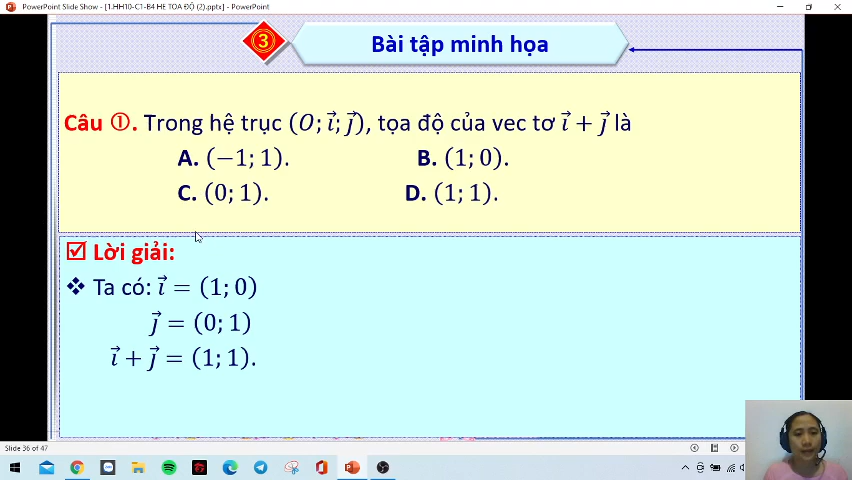 PowerPoint Slide Show - [1.HH10-C1-B4 HE TOA ĐỘ (2).pptx] - PowerPoint
3
Bài tập minh họa
Câu ①. Trong hệ trục (O; i⃗; j⃗), tọa độ của vec tơ i⃗ + j⃗ là
A. (−1; 1). B. (1; 0).
C. (0; 1). D. (1; 1).
☑ Lời giải:
❖ Ta có: i⃗ = (1; 0)
j⃗ = (0; 1)
i⃗ + j⃗ = (1; 1).
Slide 36 of 47